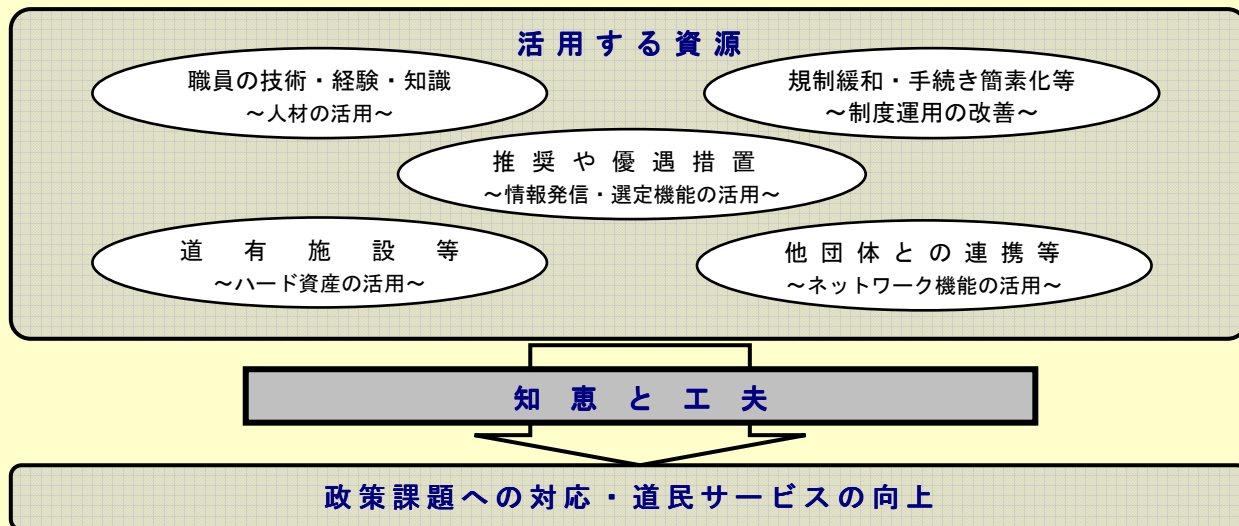 活用する資源
職員の技術・経験・知識
～人材の活用～
規制緩和・手続き簡素化等
～制度運用の改善～
推奨や優遇措置
～情報発信・選定機能の活用～
道有施設等
～ハード資産の活用～
他団体との連携等
～ネットワーク機能の活用～
知恵と工夫
政策課題への対応・道民サービスの向上